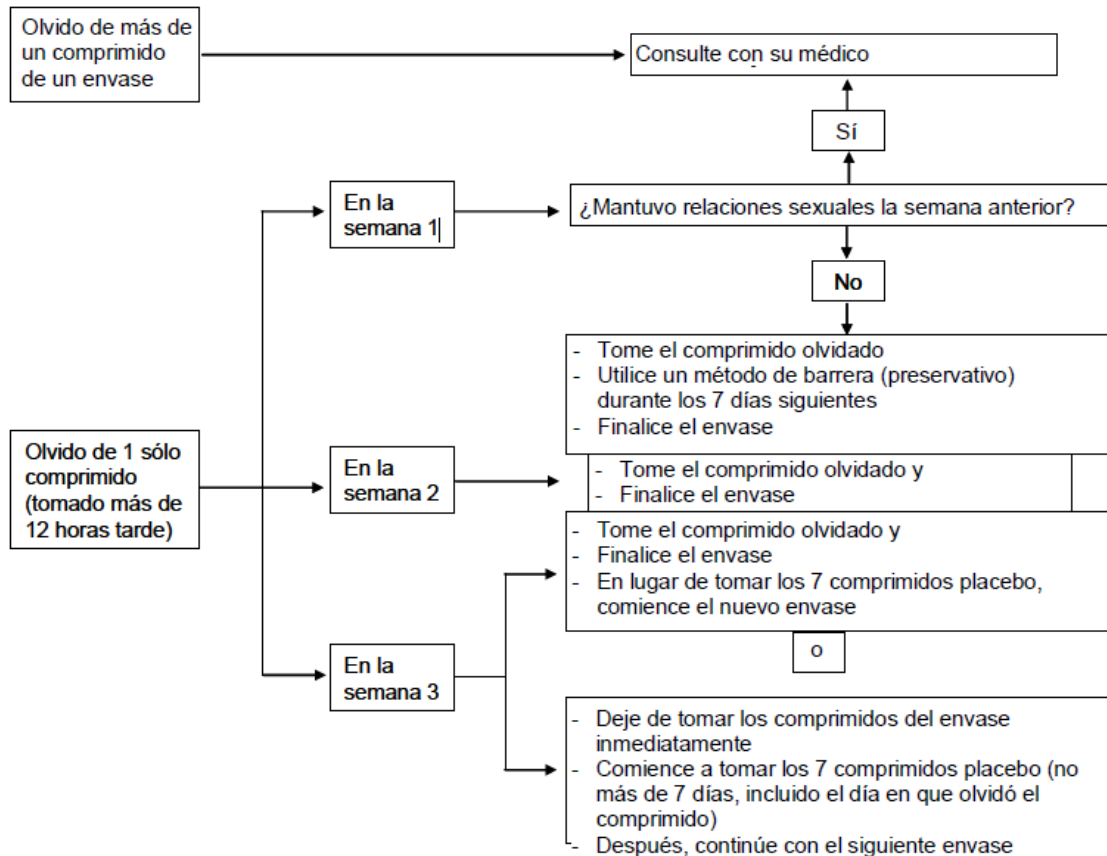 Olvido de más de
un comprimido
de un envase
Consulte con su médico
Sí
En la
semana 1
¿Mantuvo relaciones sexuales la semana anterior?
No
- Tome el comprimido olvidado
- Utilice un método de barrera (preservativo)
durante los 7 días siguientes
- Finalice el envase
Olvido de 1 sólo
comprimido
(tomado más de
12 horas tarde)
En la
semana 2
- Tome el comprimido olvidado y
- Finalice el envase
- Tome el comprimido olvidado y
- Finalice el envase
- En lugar de tomar los 7 comprimidos placebo,
comience el nuevo envase
o
En la
semana 3
- Deje de tomar los comprimidos del envase
inmediatamente
- Comience a tomar los 7 comprimidos placebo (no
más de 7 días, incluido el día en que olvidó el
comprimido)
- Después, continúe con el siguiente envase